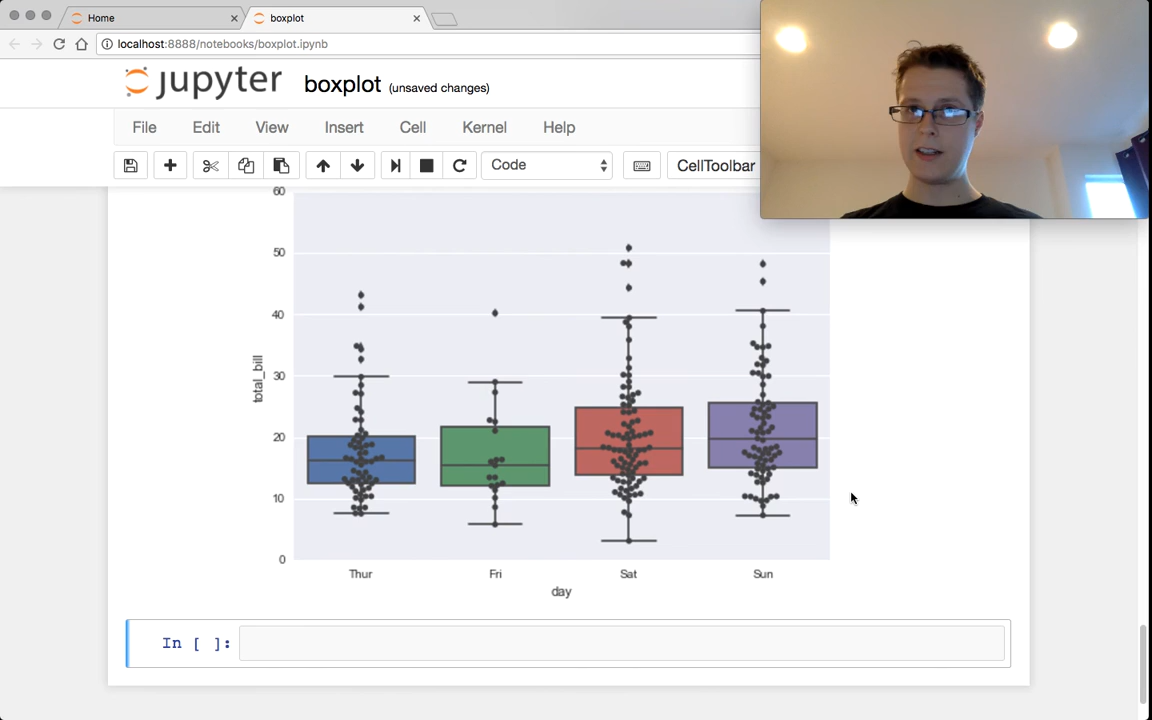 Home
boxplot
localhost:8888/notebooks/boxplot.ipynb
jupyter boxplot (unsaved changes)
File Edit View Insert Cell Kernel Help
Code CellToolbar
60
50
40
30
20
10
0
total_bill
Thur Fri Sat Sun
day
In [ ]: